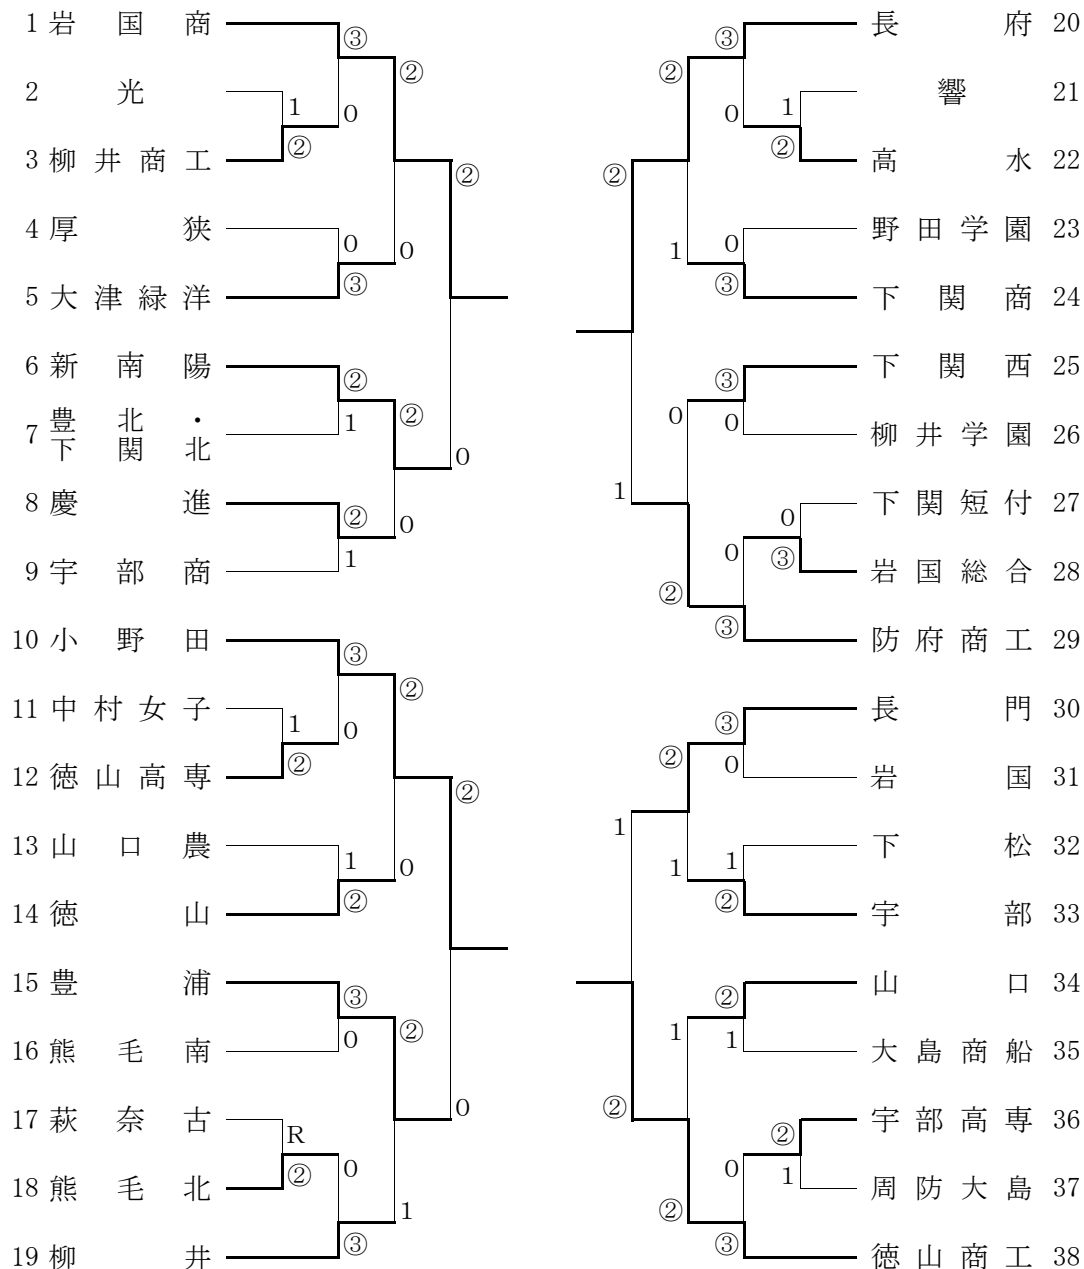 1 岩国商 ③ ③ 長府 20
② ②
2 光 1 0 0 1 響 21
3 柳井商工 ② ② 高水 22
② ②
4 厚狭 0 0 1 0 野田学園 23
5 大津緑洋 ③ ③ 下関商 24
6 新南陽 ② ③ 下関西 25
② 0
7 豊北・下関北 1 0 柳井学園 26
0
8 慶進 ② 0 1 0 下関短付 27
9 宇部商 1 0 ③ 岩国総合 28
②
10 小野田 ③ ③ 防府商工 29
②
11 中村女子 1 0 ③ 長門 30
12 徳山高専 ② ② 0 岩国 31
②
13 山口農 1 0 1 1 1 下松 32
14 徳山 ② ② 宇部 33
15 豊浦 ③ ② 山口 34
② 1
16 熊毛南 0 1 大島商船 35
0 ②
17 萩奈古 R ② 宇部高専 36
18 熊毛北 ② 0 0 1 周防大島 37
1 ②
19 柳井 ③ ③ 徳山商工 38